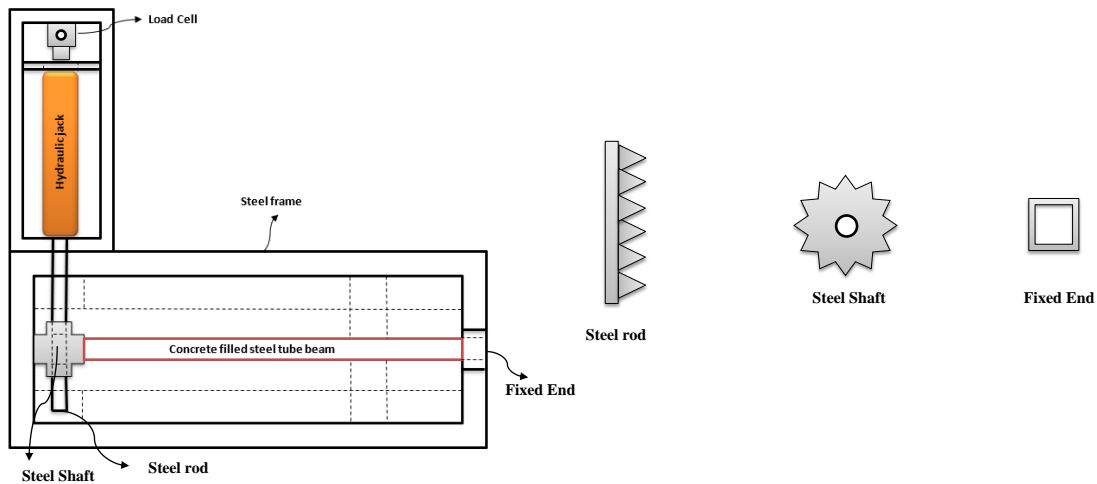 Load Cell
Hydraulic jack
Steel frame
Concrete filled steel tube beam
Fixed End
Steel Shaft
Steel rod
Steel rod
Steel Shaft
Fixed End